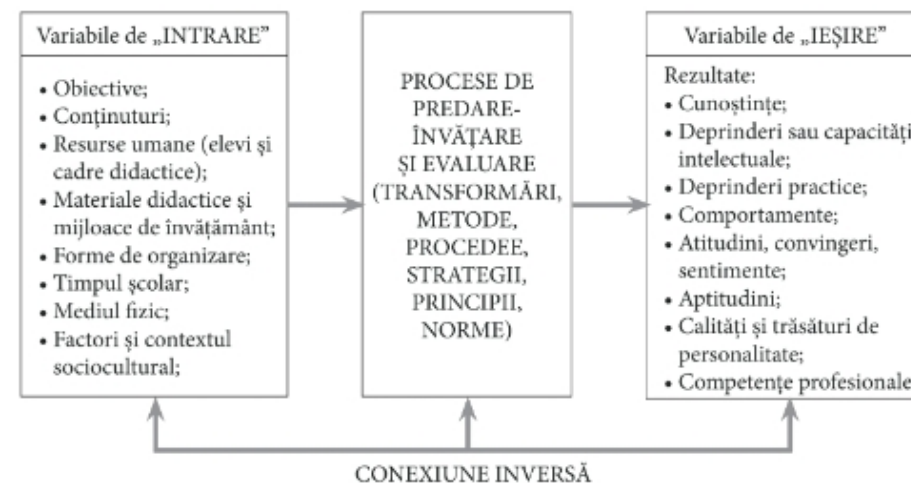 Variabile de „INTRARE”
• Obiective;
• Conținuturi;
• Resurse umane (elevi și
cadre didactice);
• Materiale didactice și
mijloace de învățământ;
• Forme de organizare;
• Timpul școlar;
• Mediul fizic;
• Factori și contextul
sociocultural;
PROCESE DE
PREDARE-
ÎNVĂȚARE
ȘI EVALUARE
(TRANSFORMĂRI,
METODE,
PROCEDEE,
STRATEGII,
PRINCIPII,
NORME)
Variabile de „IEȘIRE”
Rezultate:
• Cunoștințe;
• Deprinderi sau capacități
intelectuale;
• Deprinderi practice;
• Comportamente;
• Atitudini, convingeri,
sentimente;
• Aptitudini;
• Calități și trăsături de
personalitate;
• Competențe profesionale
CONEXIUNE INVERSĂ